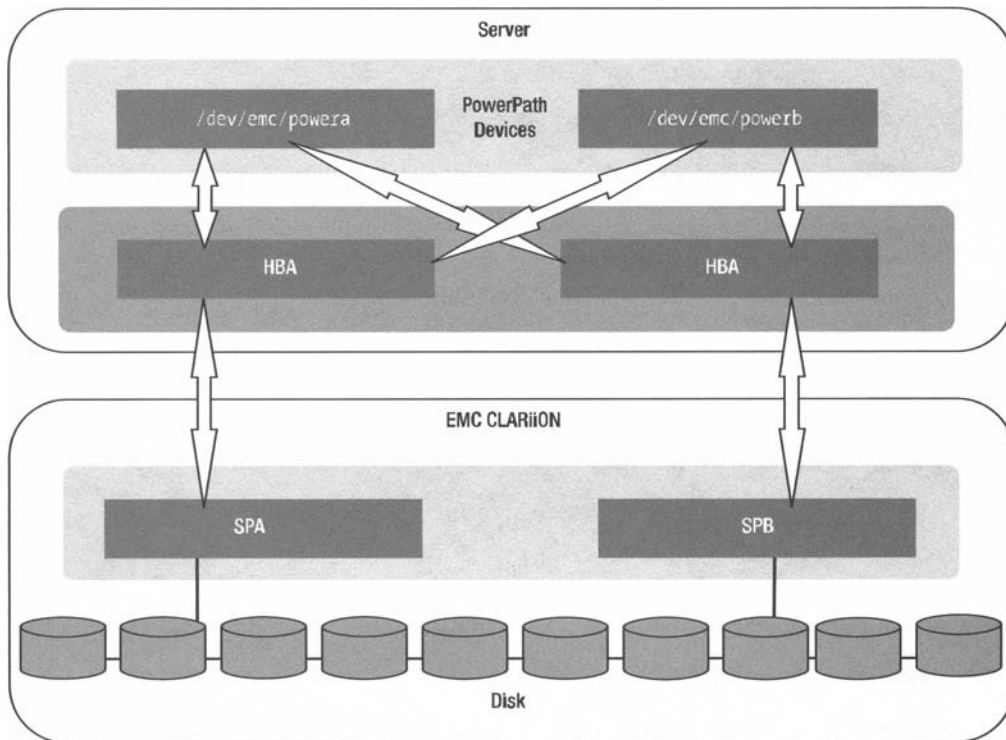 Server
/dev/emc/powera
PowerPath
Devices
/dev/emc/powerb
HBA
HBA
EMC CLARiiON
SPA
SPB
Disk